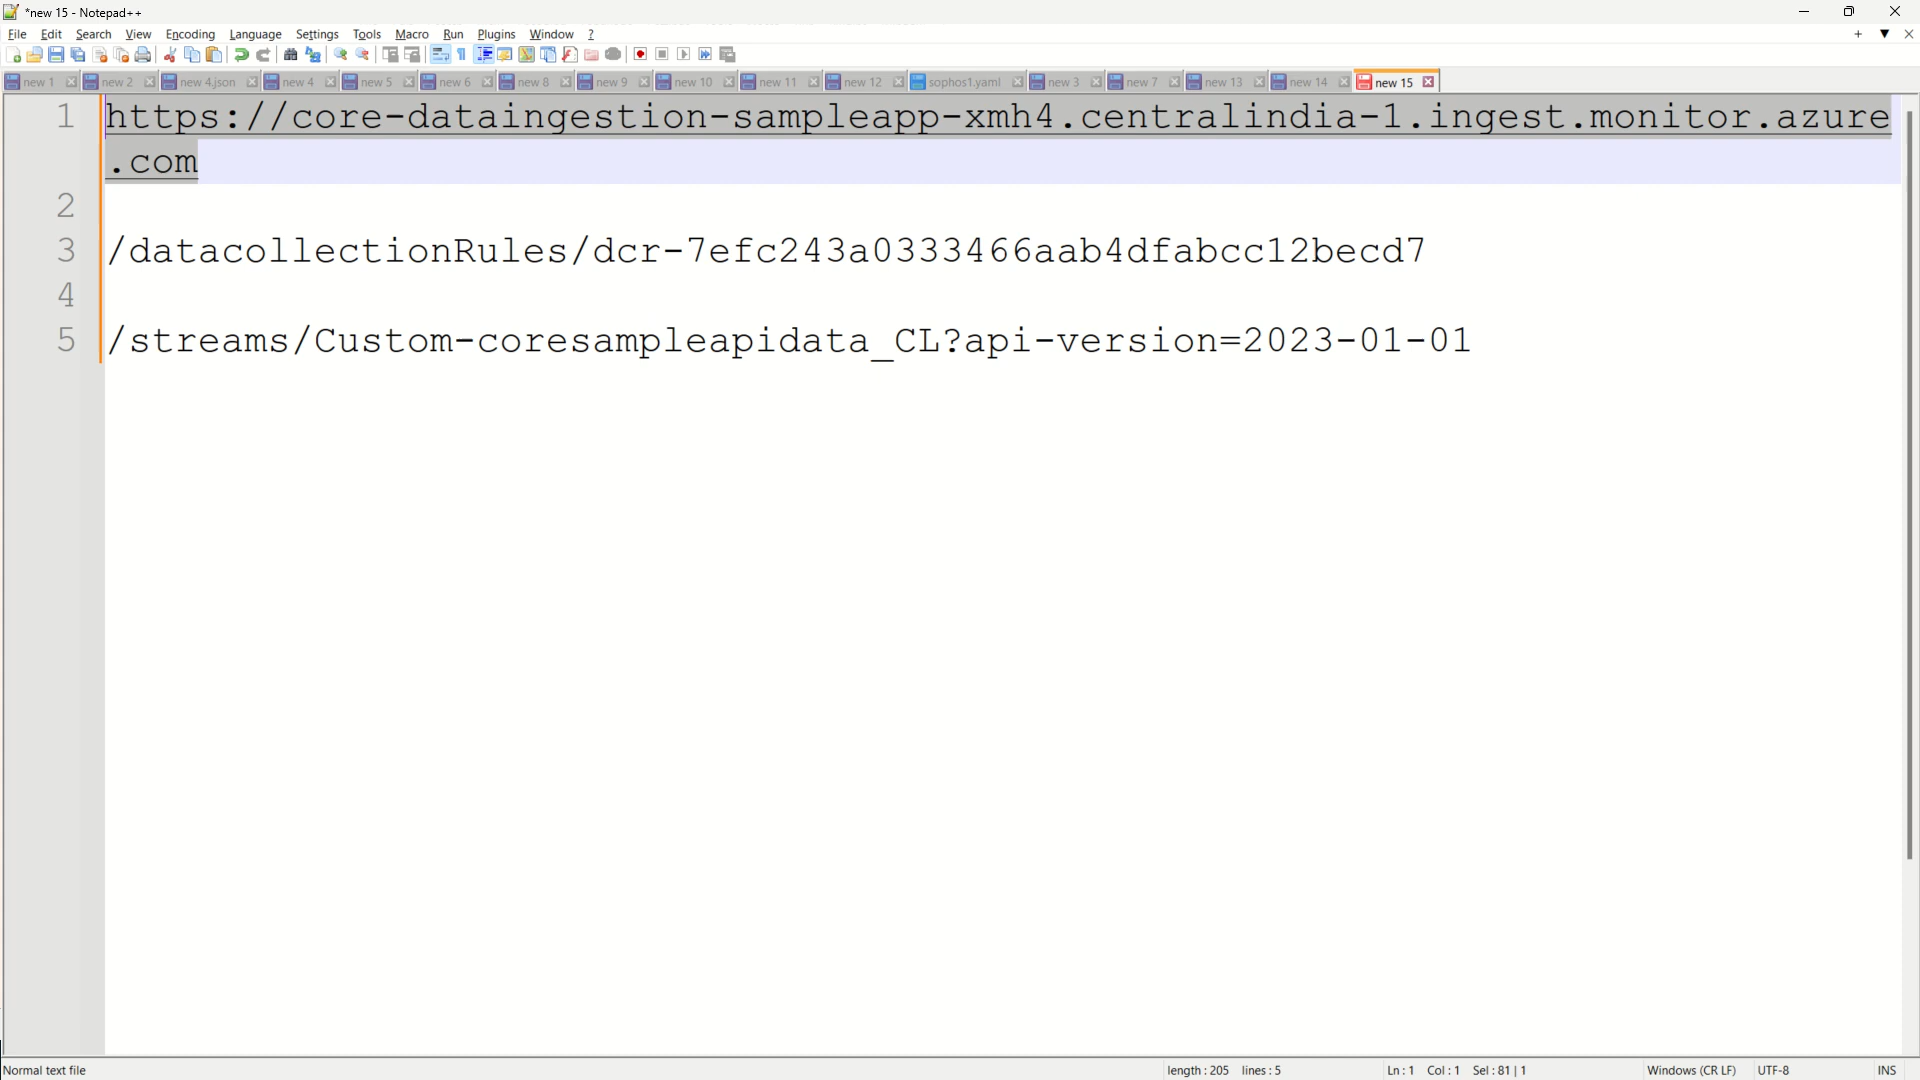 *new 15 - Notepad++
File Edit Search View Encoding Language Settings Tools Macro Run Plugins Window ?
new 1 new 2 new 4.json new 4 new 5 new 6 new 8 new 9 new 10 new 11 new 12 sophos1.yaml new 3 new 7 new 13 new 14 new 15
1 https://core-dataingestion-sampleapp-xmh4.centralindia-1.ingest.monitor.azure
.com
2
3 /datacollectionRules/dcr-7efc243a0333466aab4dfabcc12becd7
4
5 /streams/Custom-coresampleapidata_CL?api-version=2023-01-01
Normal text file length : 205 lines : 5 Ln : 1 Col : 1 Sel : 81 | 1 Windows (CR LF) UTF-8 INS